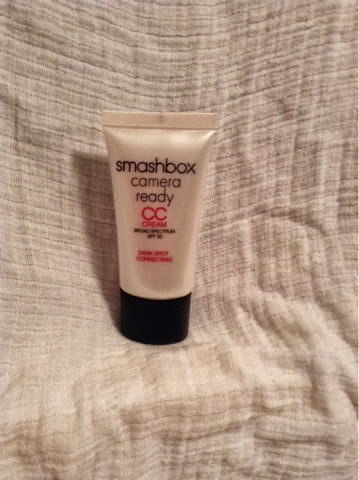 smashbox
camera
ready
CC
CREAM
BROAD SPECTRUM
SPF 30
DARK SPOT
CORRECTING